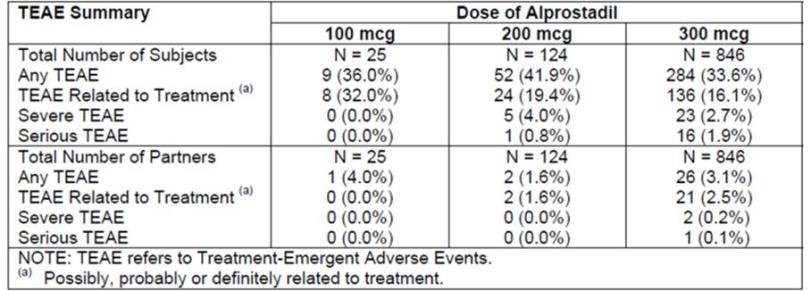 TEAE Summary Dose of Alprostadil
100 mcg 200 mcg 300 mcg
Total Number of Subjects N = 25 N = 124 N = 846
Any TEAE 9 (36.0%) 52 (41.9%) 284 (33.6%)
TEAE Related to Treatment (a) 8 (32.0%) 24 (19.4%) 136 (16.1%)
Severe TEAE 0 (0.0%) 5 (4.0%) 23 (2.7%)
Serious TEAE 0 (0.0%) 1 (0.8%) 16 (1.9%)
Total Number of Partners N = 25 N = 124 N = 846
Any TEAE 1 (4.0%) 2 (1.6%) 26 (3.1%)
TEAE Related to Treatment (a) 0 (0.0%) 2 (1.6%) 21 (2.5%)
Severe TEAE 0 (0.0%) 0 (0.0%) 2 (0.2%)
Serious TEAE 0 (0.0%) 0 (0.0%) 1 (0.1%)
NOTE: TEAE refers to Treatment-Emergent Adverse Events.
(a) Possibly, probably or definitely related to treatment.